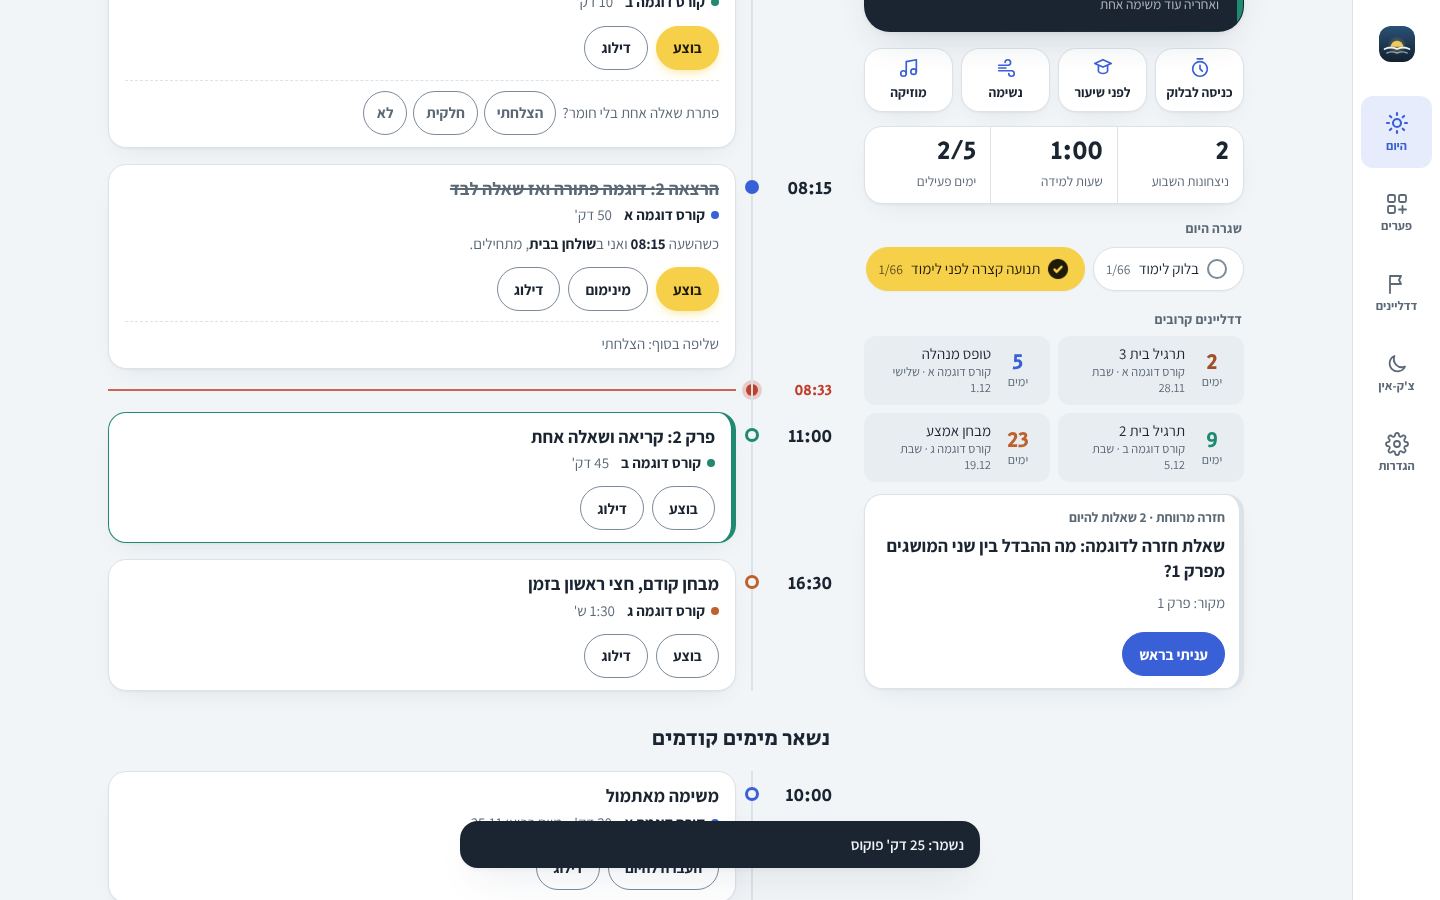 היום
פערים
דדליינים
צ'ק-אין
הגדרות
ואחריה עוד משימה אחת
כניסה לבלוק
לפני שיעור
נשימה
מוזיקה
2
ניצחונות השבוע
1:00
שעות למידה
2/5
ימים פעילים
שגרה היום
בלוק לימוד 1/66
תנועה קצרה לפני לימוד 1/66
דדליינים קרובים
2
ימים
תרגיל בית 3
קורס דוגמה א · שבת
28.11
5
ימים
טופס מנהלה
קורס דוגמה א · שלישי
1.12
9
ימים
תרגיל בית 2
קורס דוגמה ב · שבת
5.12
23
ימים
מבחן אמצע
קורס דוגמה ג · שבת
19.12
חזרה מרווחת · 2 שאלות להיום
שאלת חזרה לדוגמה: מה ההבדל בין שני המושגים
מפרק 1?
מקור: פרק 1
עניתי בראש
קורס דוגמה ב 10 דק'
בוצע
דילוג
פתרת שאלה אחת בלי חומר? הצלחתי חלקית לא
08:15
הרצאה 2: דוגמה פתורה ואז שאלה לבד
קורס דוגמה א 50 דק'
כשהשעה 08:15 ואני בשולחן בבית, מתחילים.
בוצע
מינימום
דילוג
שליפה בסוף: הצלחתי
08:33
11:00
פרק 2: קריאה ושאלה אחת
קורס דוגמה ב 45 דק'
בוצע
דילוג
16:30
מבחן קודם, חצי ראשון בזמן
קורס דוגמה ג 1:30 ש'
בוצע
דילוג
נשאר מימים קודמים
10:00
משימה מאתמול
נשמר: 25 דק' פוקוס